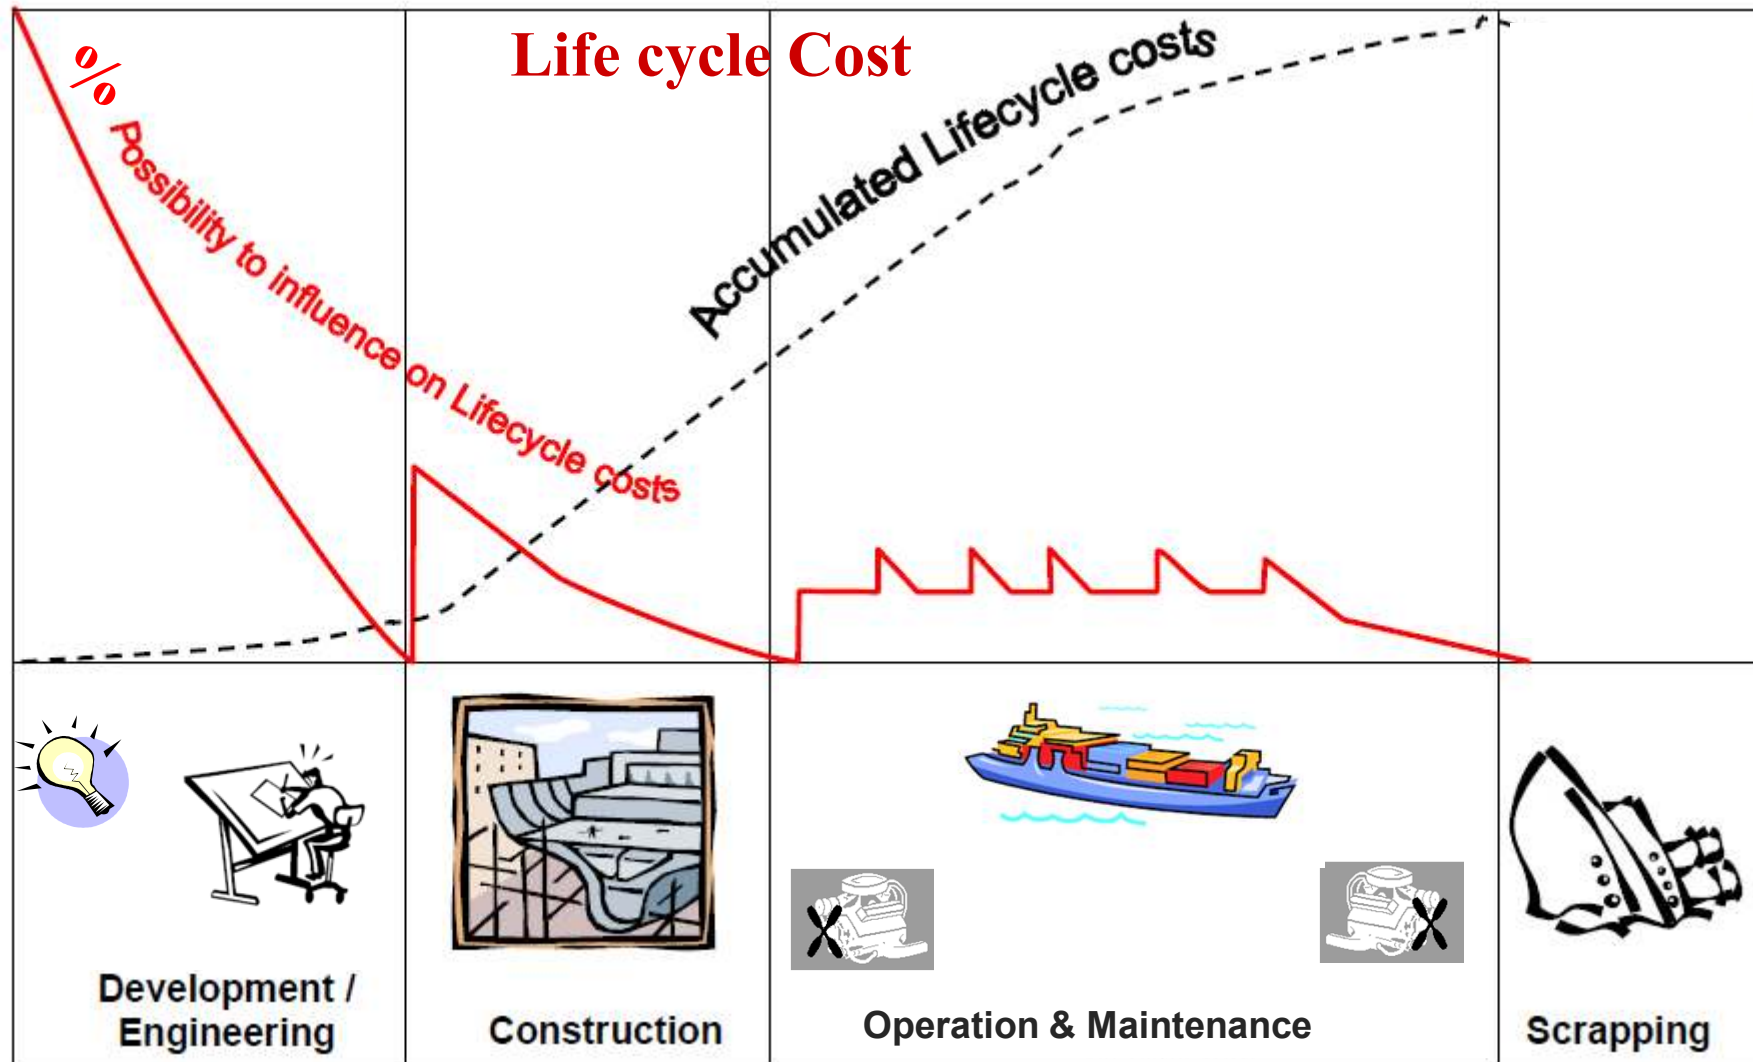 Life cycle Cost
%
Possibility to influence on Lifecycle costs
Accumulated Lifecycle costs
Development /
Engineering
Construction
Operation & Maintenance
Scrapping